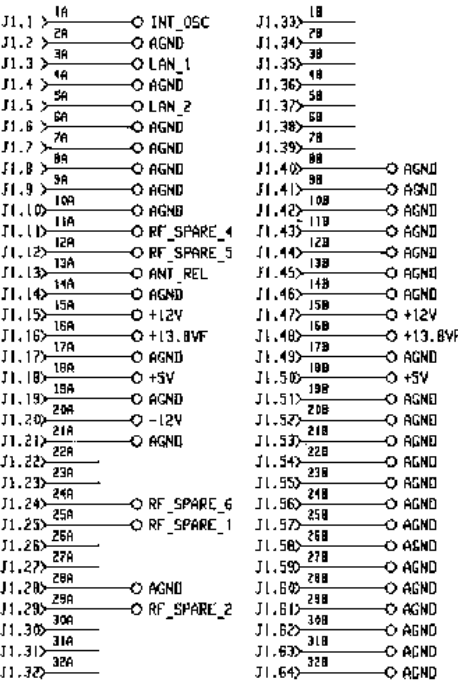 1A
J1.1 INT_OSC
2A
J1.2 AGND
3A
J1.3 LAN_1
4A
J1.4 AGND
5A
J1.5 LAN_2
6A
J1.6 AGND
7A
J1.7 AGND
8A
J1.8 AGND
9A
J1.9 AGND
10A
J1.10 AGND
11A
J1.11 RF_SPARE_4
12A
J1.12 RF_SPARE_5
13A
J1.13 ANT_REL
14A
J1.14 AGND
15A
J1.15 +12V
16A
J1.16 +13.8VF
17A
J1.17 AGND
18A
J1.18 +5V
19A
J1.19 AGND
20A
J1.20 -12V
21A
J1.21 AGND
22A
J1.22
23A
J1.23
24A
J1.24 RF_SPARE_6
25A
J1.25 RF_SPARE_1
26A
J1.26
27A
J1.27
28A
J1.28 AGND
29A
J1.29 RF_SPARE_2
30A
J1.30
31A
J1.31
32A
J1.32
1B
J1.33
2B
J1.34
3B
J1.35
4B
J1.36
5B
J1.37
6B
J1.38
7B
J1.39
8B
J1.40 AGND
9B
J1.41 AGND
10B
J1.42 AGND
11B
J1.43 AGND
12B
J1.44 AGND
13B
J1.45 AGND
14B
J1.46 AGND
15B
J1.47 +12V
16B
J1.48 +13.8VF
17B
J1.49 AGND
18B
J1.50 +5V
19B
J1.51 AGND
20B
J1.52 AGND
21B
J1.53 AGND
22B
J1.54 AGND
23B
J1.55 AGND
24B
J1.56 AGND
25B
J1.57 AGND
26B
J1.58 AGND
27B
J1.59 AGND
28B
J1.60 AGND
29B
J1.61 AGND
30B
J1.62 AGND
31B
J1.63 AGND
32B
J1.64 AGND